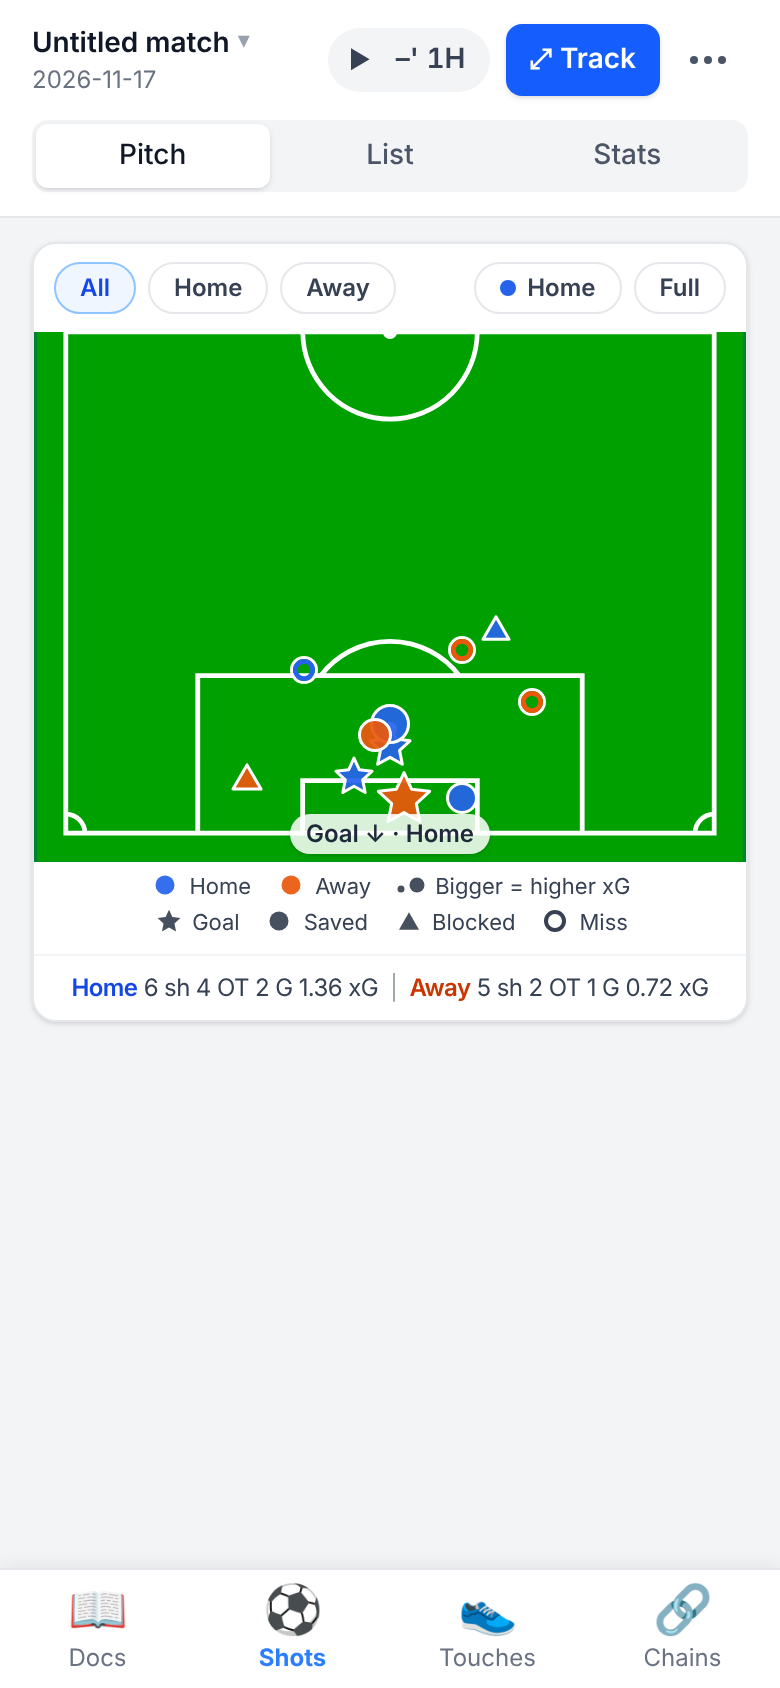 Untitled match ▾
2026-11-17
–' 1H
Track
Pitch
List
Stats
All
Home
Away
Home
Full
Goal ↓ · Home
Home
Away
Bigger = higher xG
Goal
Saved
Blocked
Miss
Home 6 sh 4 OT 2 G 1.36 xG
Away 5 sh 2 OT 1 G 0.72 xG
Docs
Shots
Touches
Chains